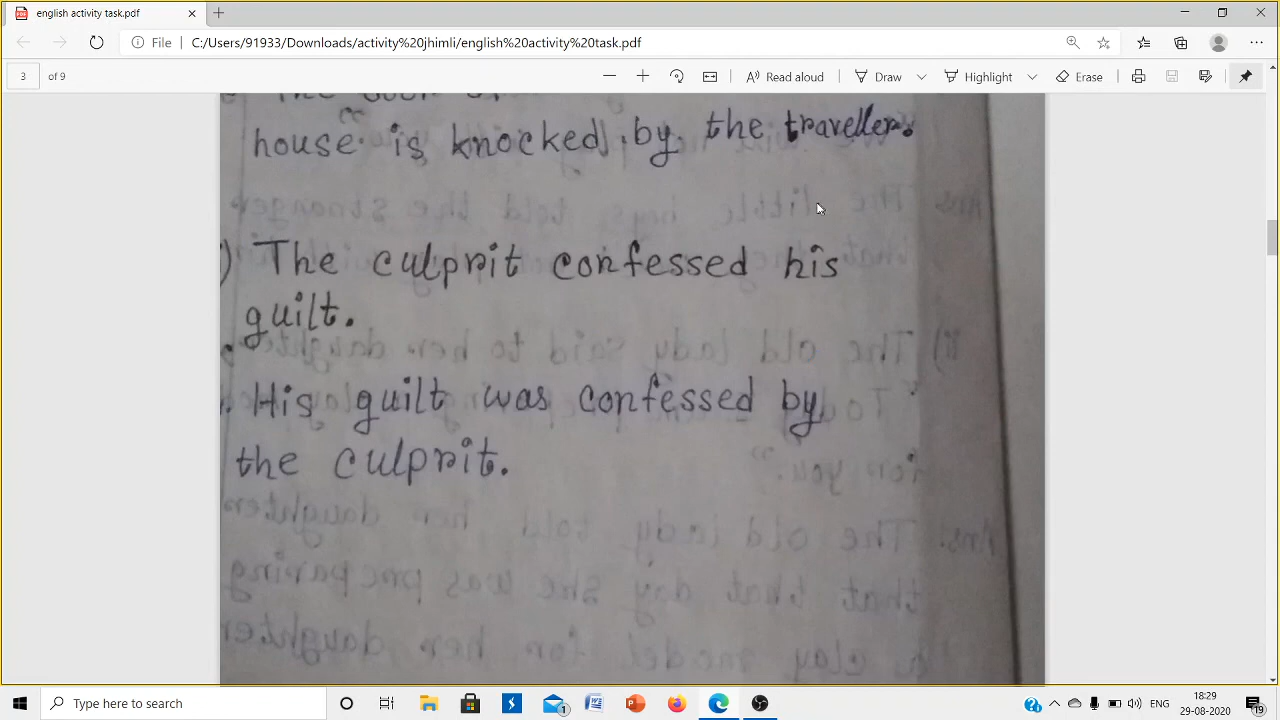 english activity task.pdf
File C:/Users/91933/Downloads/activity%20jhimli/english%20activity%20task.pdf
3 of 9 Read aloud Draw Highlight Erase
house is knocked by the traveller.
) The culprit confessed his
guilt.
His guilt was confessed by
the culprit.
Type here to search
ENG
18:29
29-08-2020
19